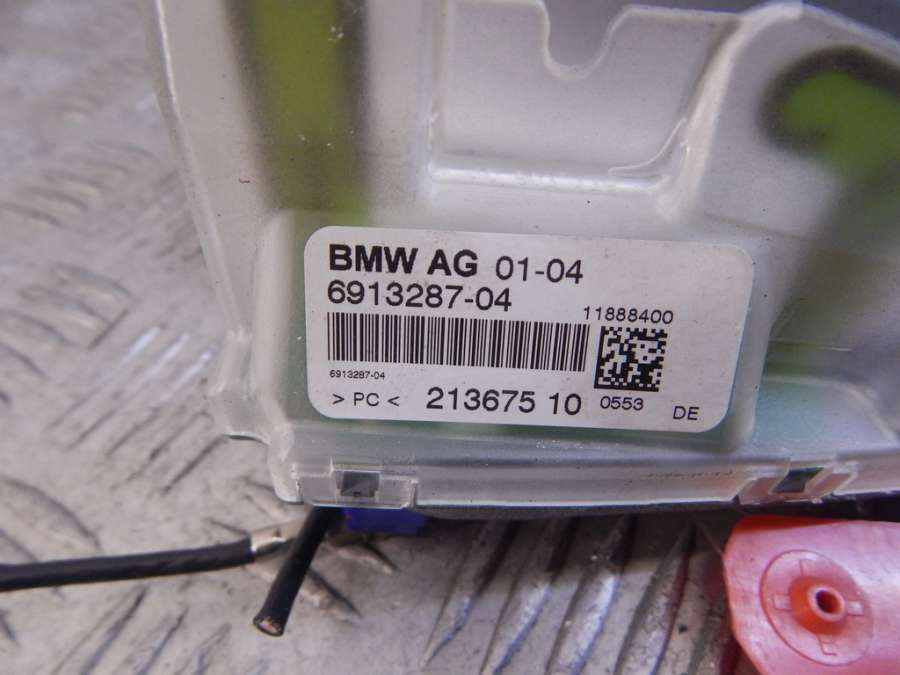 BMW AG 01-04
6913287-04
11888400
6913287-04
> PC < 213675 10 0553 DE